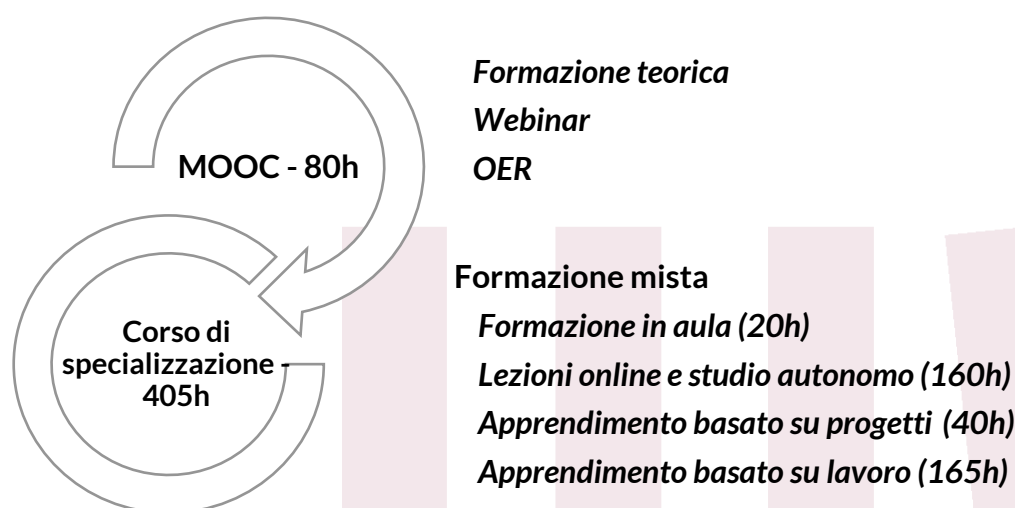 MOOC - 80h
Formazione teorica
Webinar
OER
Corso di
specializzazione -
405h
Formazione mista
Formazione in aula (20h)
Lezioni online e studio autonomo (160h)
Apprendimento basato su progetti (40h)
Apprendimento basato su lavoro (165h)